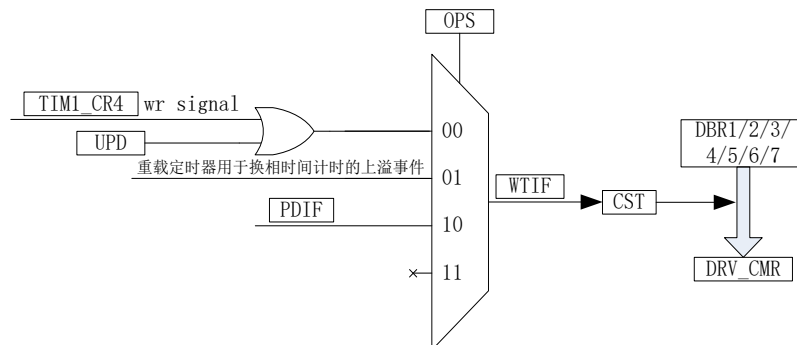 OPS
TIM1_CR4 wr signal
UPD
00
重载定时器用于换相时间计时的上溢事件
01
PDIF
10
11
WTIF
CST
DBR1/2/3/
4/5/6/7
DRV_CMR